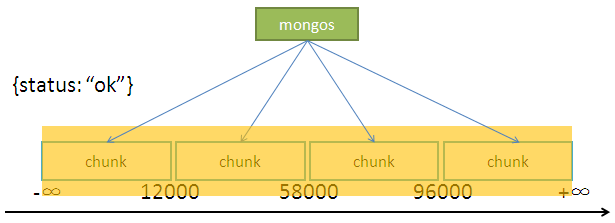 mongos
{status: “ok”}
chunk chunk chunk chunk
-∞ 12000 58000 96000 +∞